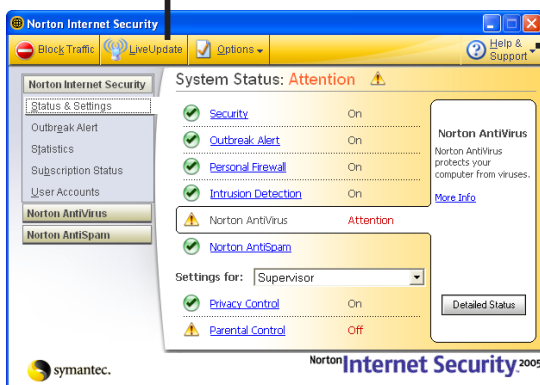 Norton Internet Security
Block Traffic LiveUpdate Options Help & Support
Norton Internet Security
Status & Settings
Outbreak Alert
Statistics
Subscription Status
User Accounts
Norton AntiVirus
Norton AntiSpam
System Status: Attention
Security On
Outbreak Alert On
Personal Firewall On
Intrusion Detection On
Norton AntiVirus Attention
Norton AntiSpam
Settings for: Supervisor
Privacy Control On
Parental Control Off
Norton AntiVirus
Norton AntiVirus
protects your
computer from viruses.
More Info
Detailed Status
symantec.
Norton Internet Security 2005